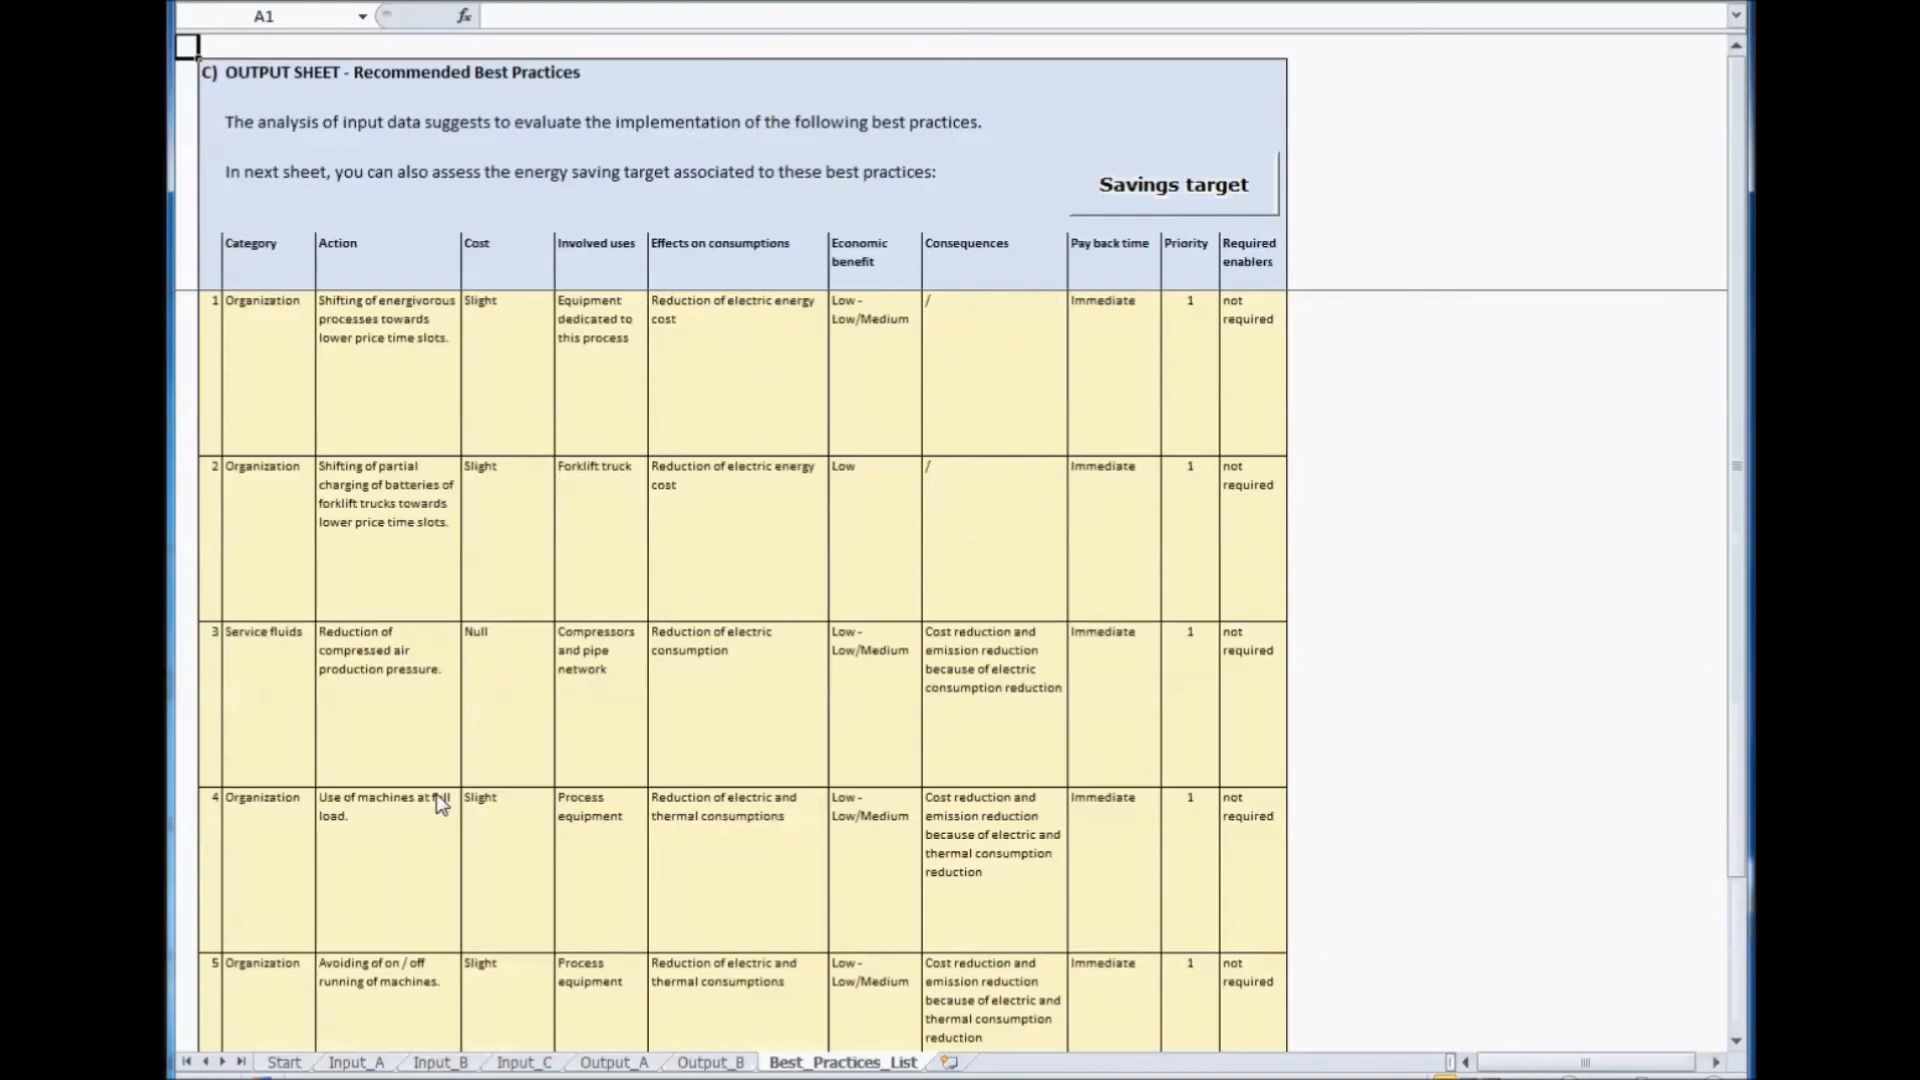 A1
fx
C) OUTPUT SHEET - Recommended Best Practices
The analysis of input data suggests to evaluate the implementation of the following best practices.
In next sheet, you can also assess the energy saving target associated to these best practices:
Savings target
Category Action Cost Involved uses Effects on consumptions Economic benefit Consequences Pay back time Priority Required enablers
1 Organization Shifting of energivorous processes towards lower price time slots. Slight Equipment dedicated to this process Reduction of electric energy cost Low - Low/Medium / Immediate 1 not required
2 Organization Shifting of partial charging of batteries of forklift trucks towards lower price time slots. Slight Forklift truck Reduction of electric energy cost Low / Immediate 1 not required
3 Service fluids Reduction of compressed air production pressure. Null Compressors and pipe network Reduction of electric consumption Low - Low/Medium Cost reduction and emission reduction because of electric consumption reduction Immediate 1 not required
4 Organization Use of machines at full load. Slight Process equipment Reduction of electric and thermal consumptions Low - Low/Medium Cost reduction and emission reduction because of electric and thermal consumption reduction Immediate 1 not required
5 Organization Avoiding of on / off running of machines. Slight Process equipment Reduction of electric and thermal consumptions Low - Low/Medium Cost reduction and emission reduction because of electric and thermal consumption reduction Immediate 1 not required
Start Input_A Input_B Input_C Output_A Output_B Best_Practices_List